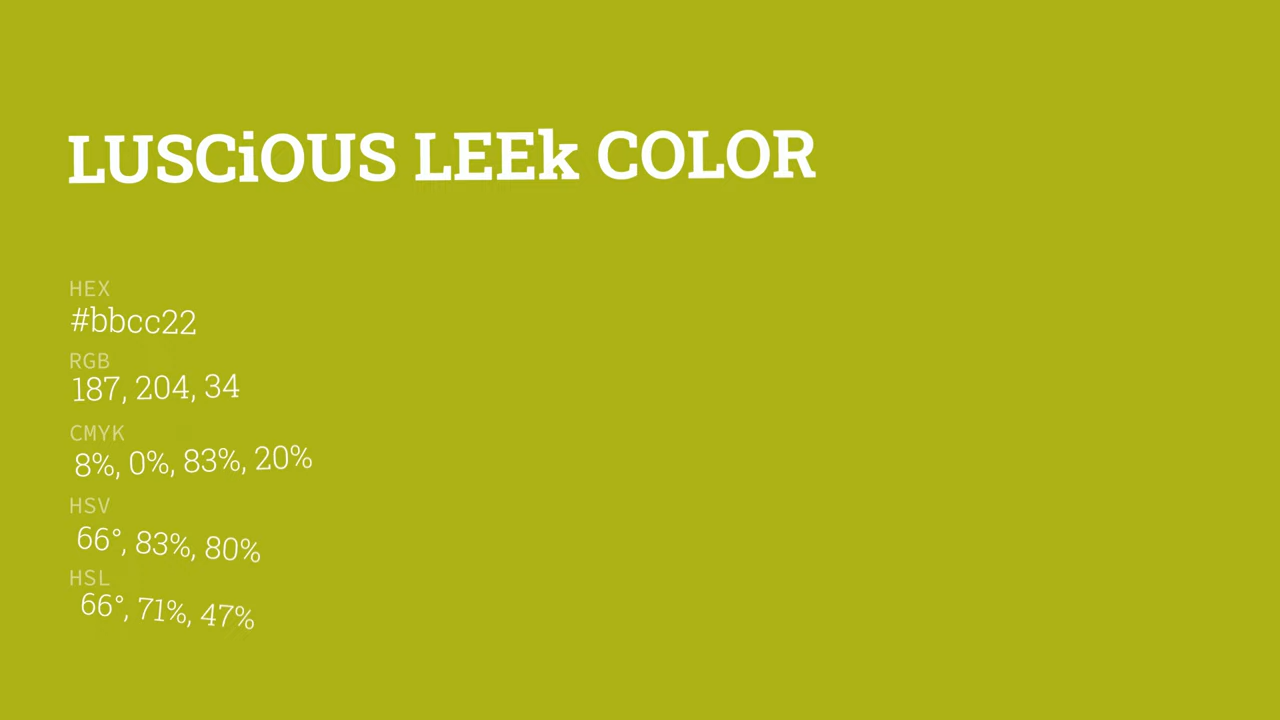 LUSCiOUS LEEk COLOR
HEX
#bbcc22
RGB
187, 204, 34
CMYK
8%, 0%, 83%, 20%
HSV
66°, 83%, 80%
HSL
66°, 71%, 47%